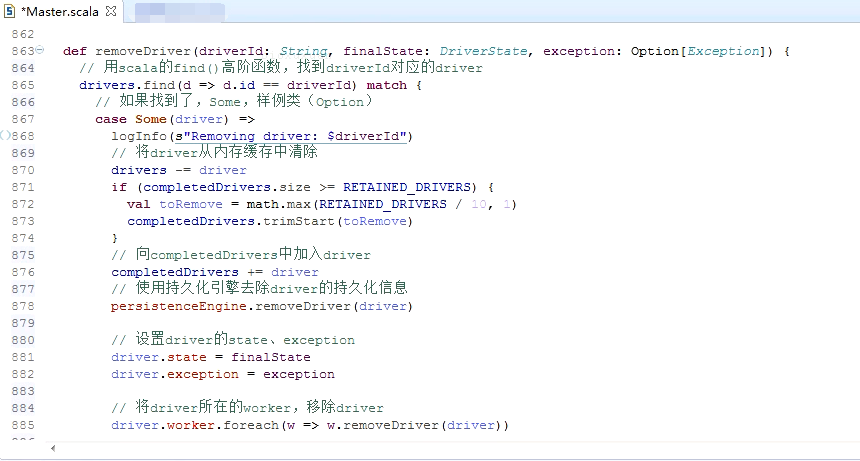 *Master.scala
862
863 def removeDriver(driverId: String, finalState: DriverState, exception: Option[Exception]) {
864 // 用scala的find()高阶函数，找到driverId对应的driver
865 drivers.find(d => d.id == driverId) match {
866 // 如果找到了，Some，样例类（Option）
867 case Some(driver) =>
868 logInfo(s"Removing driver: $driverId")
869 // 将driver从内存缓存中清除
870 drivers -= driver
871 if (completedDrivers.size >= RETAINED_DRIVERS) {
872 val toRemove = math.max(RETAINED_DRIVERS / 10, 1)
873 completedDrivers.trimStart(toRemove)
874 }
875 // 向completedDrivers中加入driver
876 completedDrivers += driver
877 // 使用持久化引擎去除driver的持久化信息
878 persistenceEngine.removeDriver(driver)
879
880 // 设置driver的state、exception
881 driver.state = finalState
882 driver.exception = exception
883
884 // 将driver所在的worker，移除driver
885 driver.worker.foreach(w => w.removeDriver(driver))